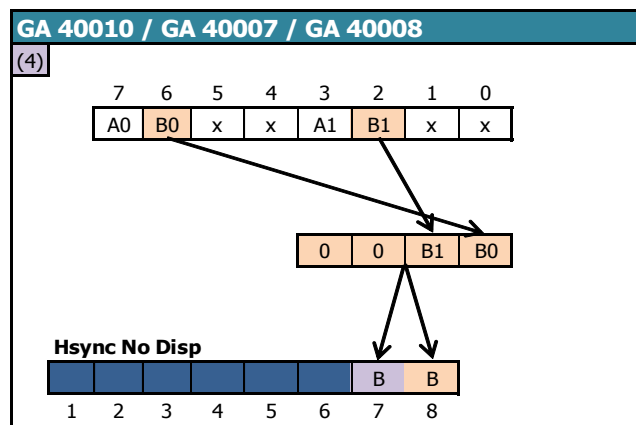 GA 40010 / GA 40007 / GA 40008
(4)
7 6 5 4 3 2 1 0
A0 B0 x x A1 B1 x x
0 0 B1 B0
Hsync No Disp
B B
1 2 3 4 5 6 7 8